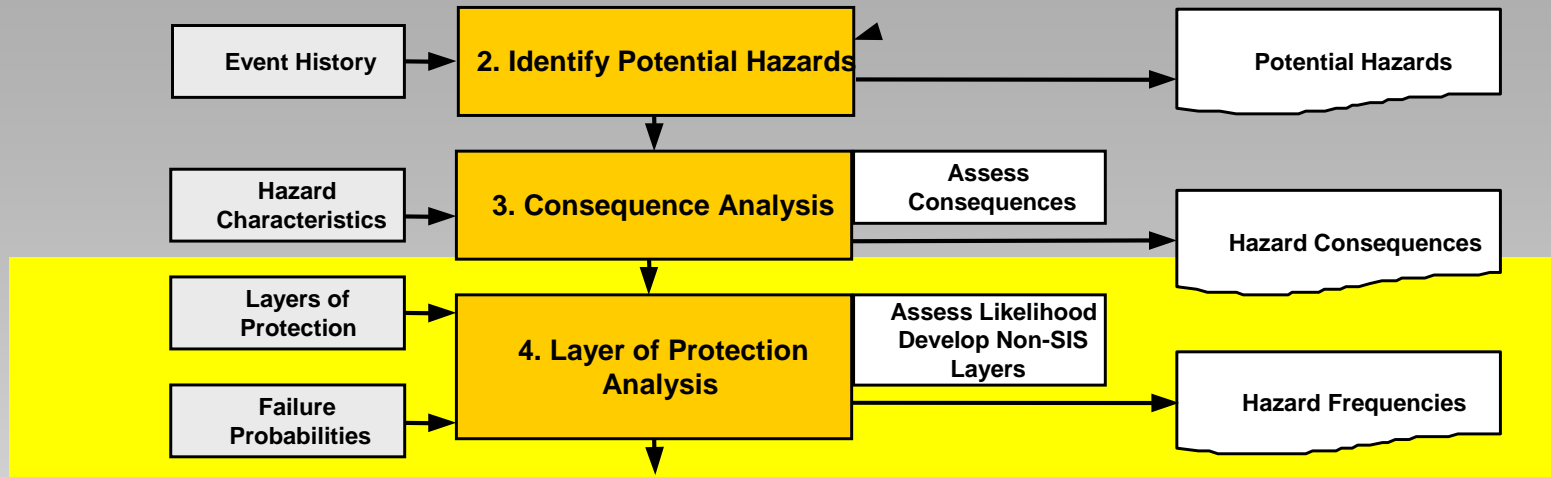 Event History
2. Identify Potential Hazards
Potential Hazards
Hazard
Characteristics
3. Consequence Analysis
Assess
Consequences
Hazard Consequences
Layers of
Protection
4. Layer of Protection
Analysis
Assess Likelihood
Develop Non-SIS
Layers
Failure
Probabilities
Hazard Frequencies